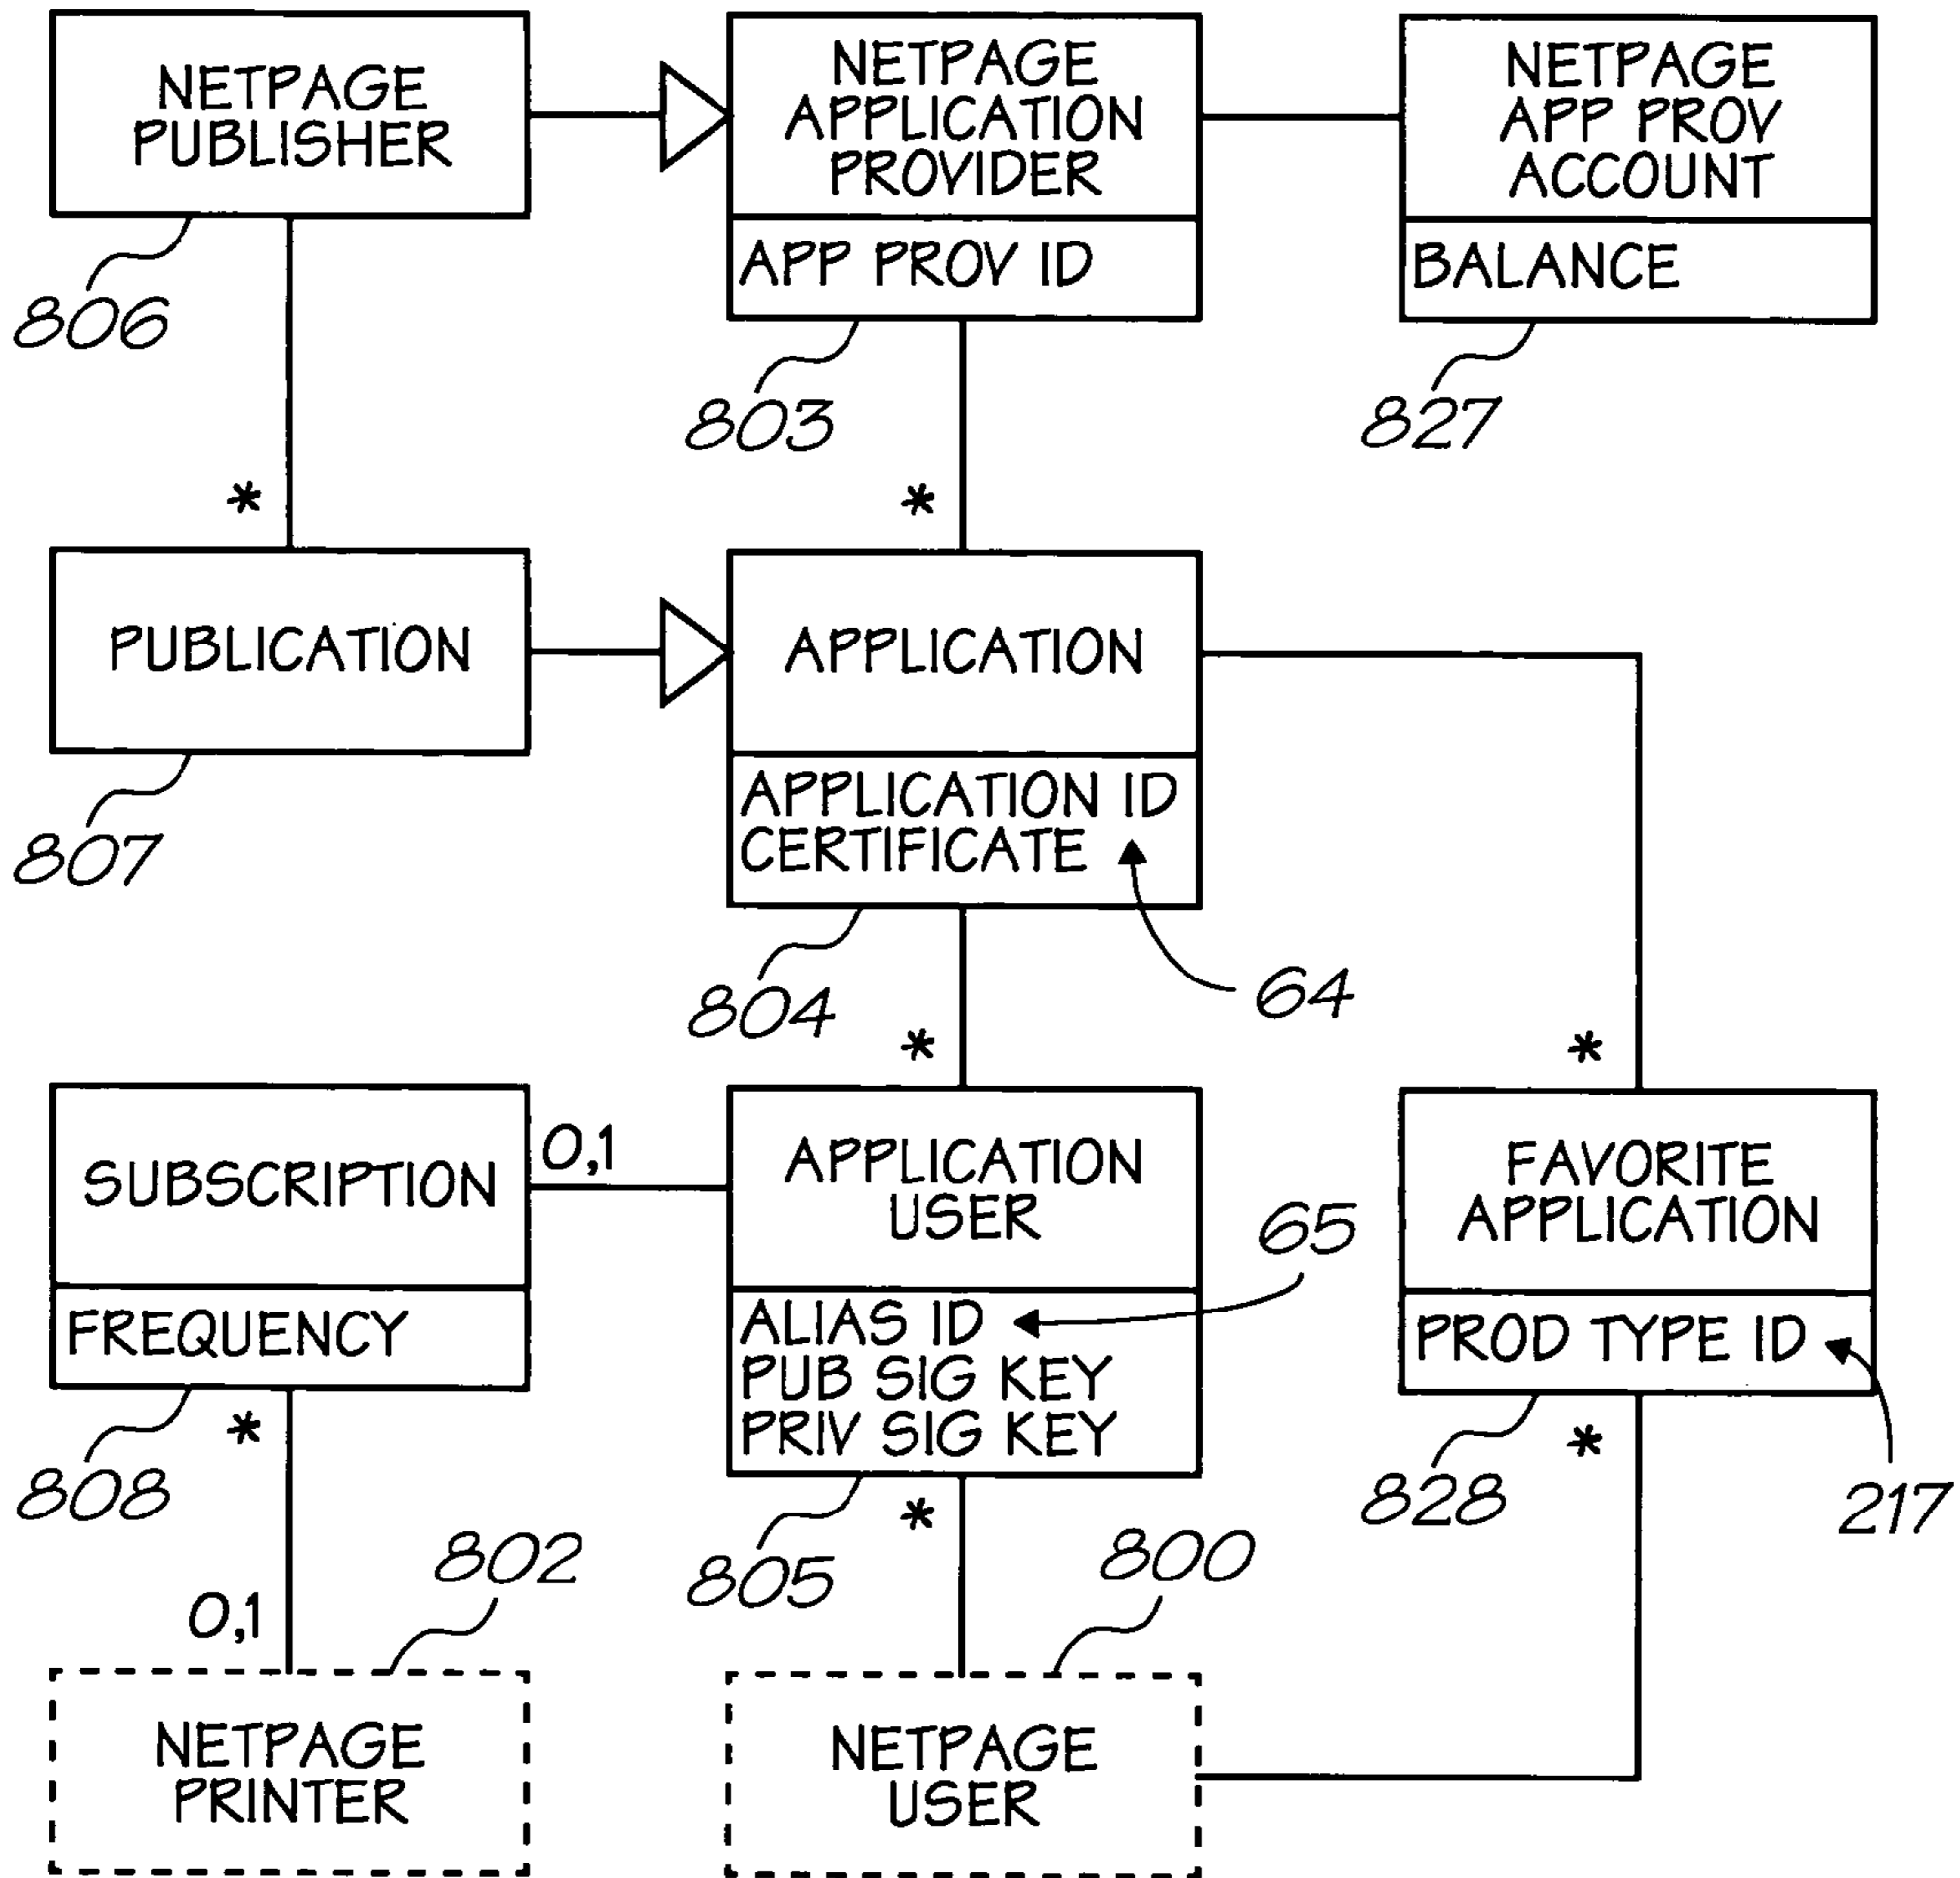 NETPAGE
PUBLISHER
806
NETPAGE
APPLICATION
PROVIDER
APP PROV ID
803
NETPAGE
APP PROV
ACCOUNT
BALANCE
827
*
*
PUBLICATION
807
APPLICATION
APPLICATION ID
CERTIFICATE
804
64
*
*
SUBSCRIPTION
FREQUENCY
808
0,1
APPLICATION
USER
ALIAS ID
PUB SIG KEY
PRIV SIG KEY
805
65
FAVORITE
APPLICATION
PROD TYPE ID
828
217
*
*
*
0,1
802
800
NETPAGE
PRINTER
NETPAGE
USER